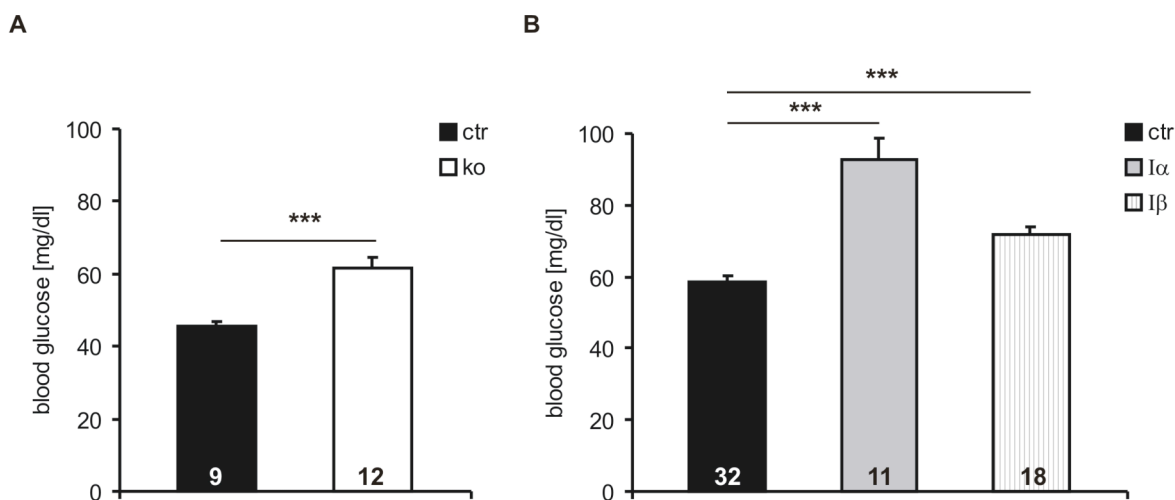 A
blood glucose [mg/dl]
100
80
60
40
20
0
***
9
12
ctr
ko
B
blood glucose [mg/dl]
100
80
60
40
20
0
***
***
32
11
18
ctr
Iα
Iβ